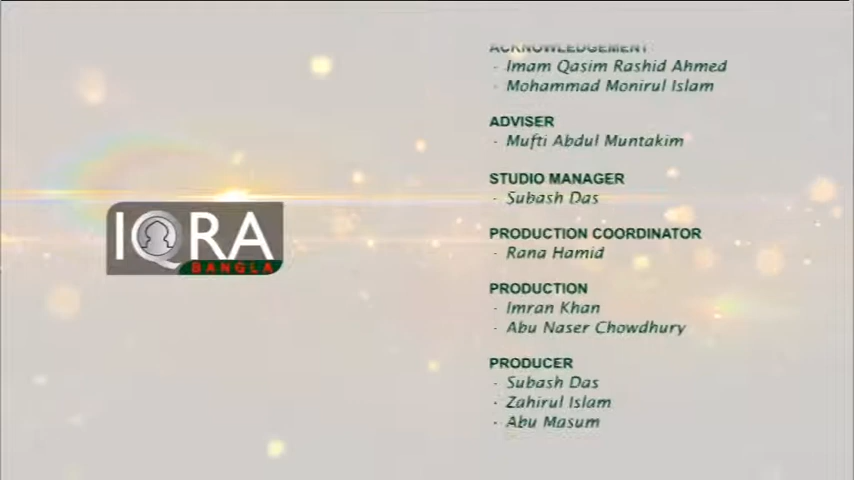 IQRA
BANGLA
ACKNOWLEDGEMENT
- Imam Qasim Rashid Ahmed
- Mohammad Monirul Islam
ADVISER
- Mufti Abdul Muntakim
STUDIO MANAGER
- Subash Das
PRODUCTION COORDINATOR
- Rana Hamid
PRODUCTION
- Imran Khan
- Abu Naser Chowdhury
PRODUCER
- Subash Das
- Zahirul Islam
- Abu Masum